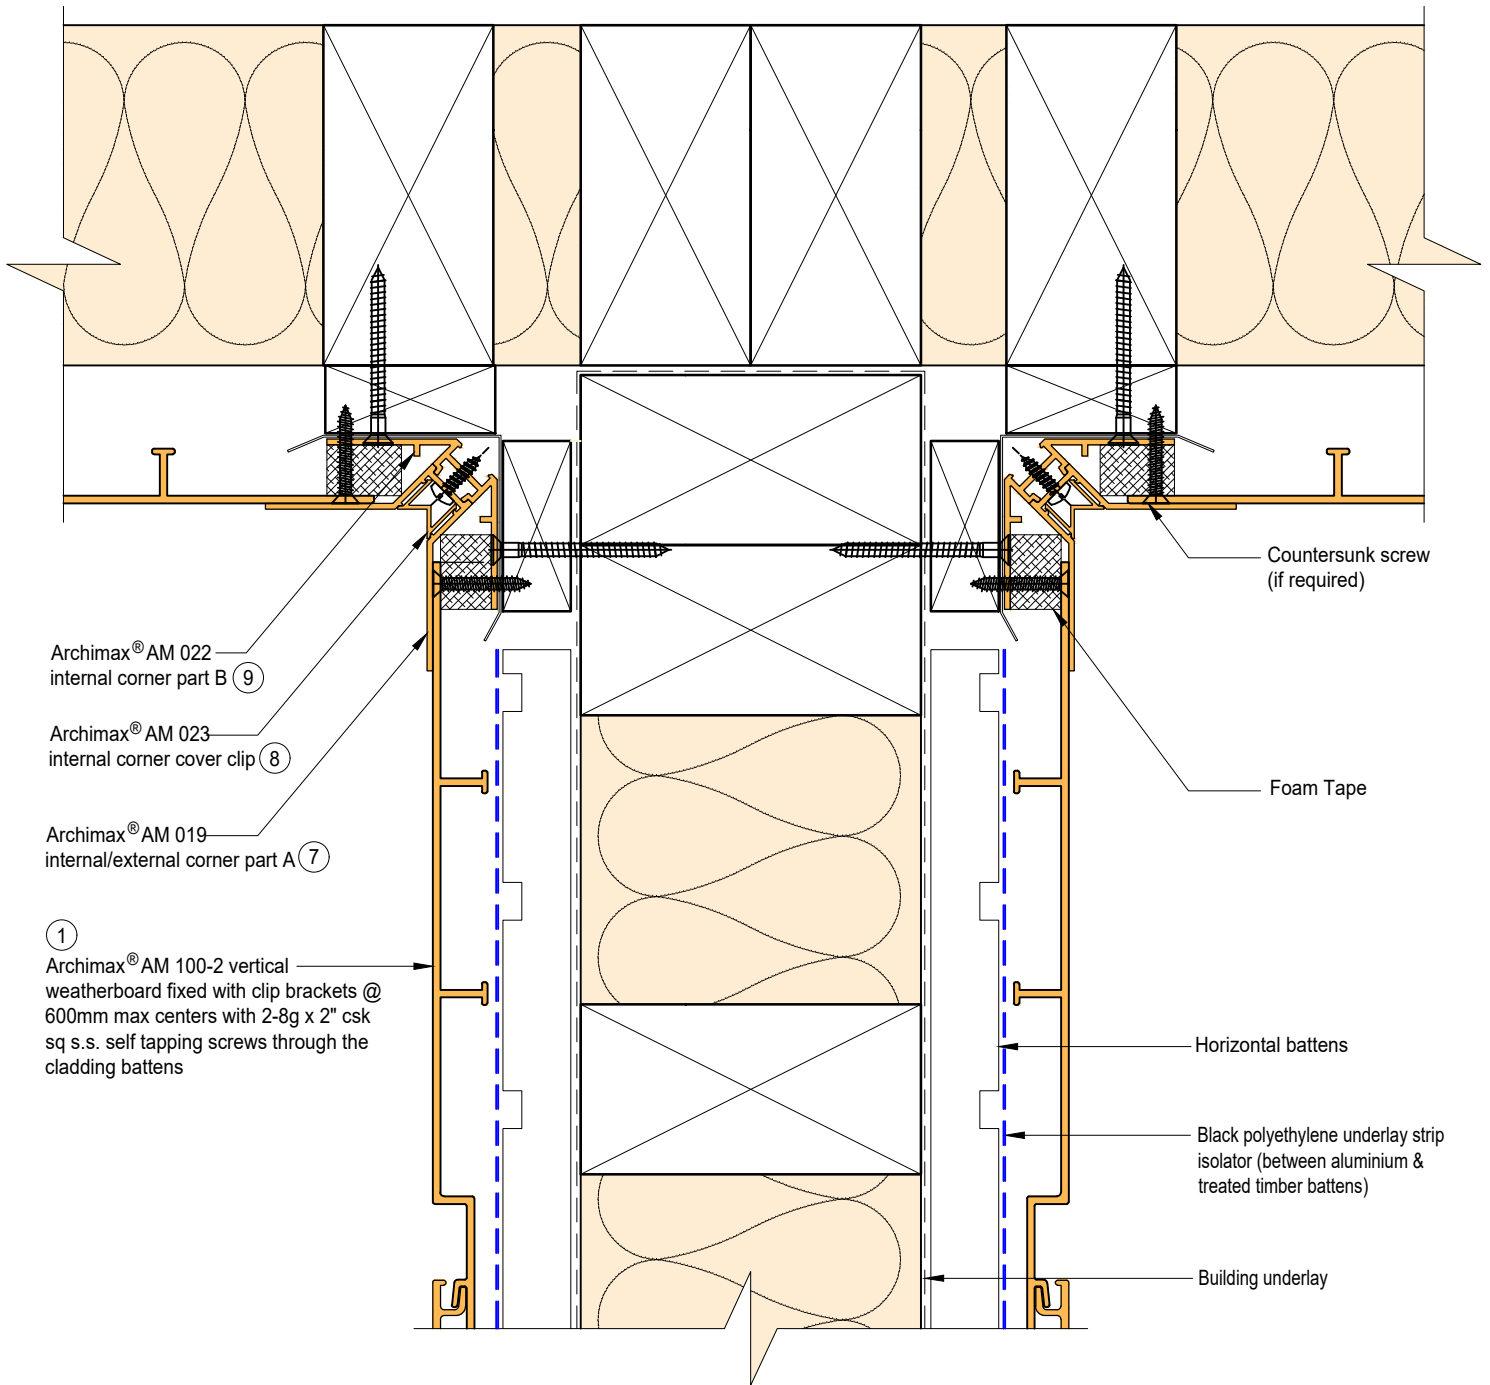 Archimax® AM 022
internal corner part B 9
Archimax® AM 023
internal corner cover clip 8
Archimax® AM 019
internal/external corner part A 7
1
Archimax® AM 100-2 vertical
weatherboard fixed with clip brackets @
600mm max centers with 2-8g x 2" csk
sq s.s. self tapping screws through the
cladding battens
Countersunk screw
(if required)
Foam Tape
Horizontal battens
Black polyethylene underlay strip
isolator (between aluminium &
treated timber battens)
Building underlay